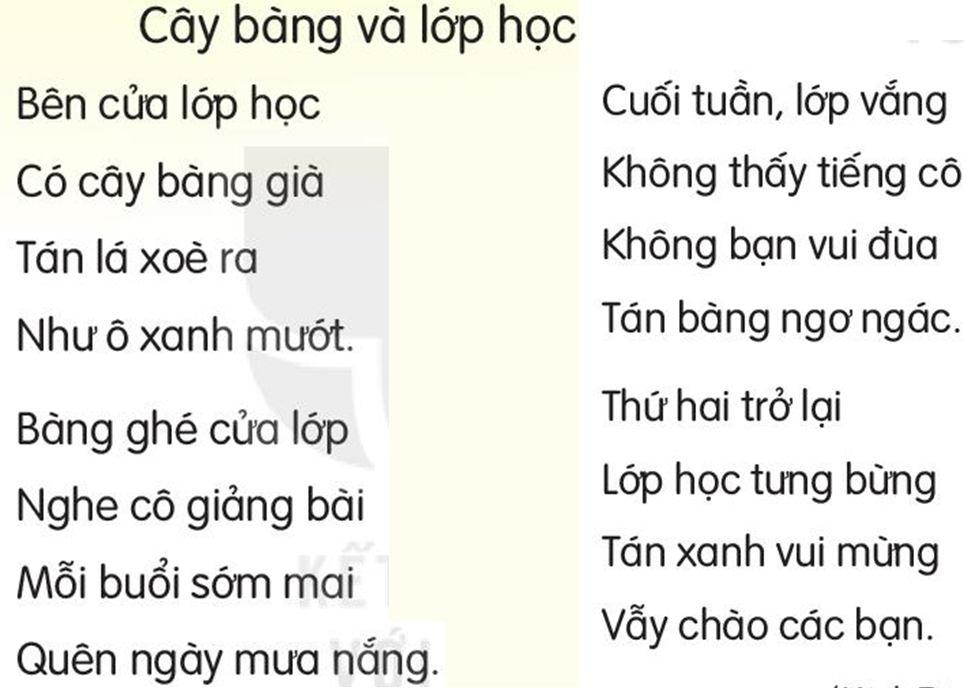 Cây bàng và lớp học
Bên cửa lớp học
Có cây bàng già
Tán lá xoè ra
Như ô xanh mướt.
Bàng ghé cửa lớp
Nghe cô giảng bài
Mỗi buổi sớm mai
Quên ngày mưa nắng.
Cuối tuần, lớp vắng
Không thấy tiếng cô
Không bạn vui đùa
Tán bàng ngơ ngác.
Thứ hai trở lại
Lớp học tưng bừng
Tán xanh vui mừng
Vẫy chào các bạn.
KẾT
VỚI